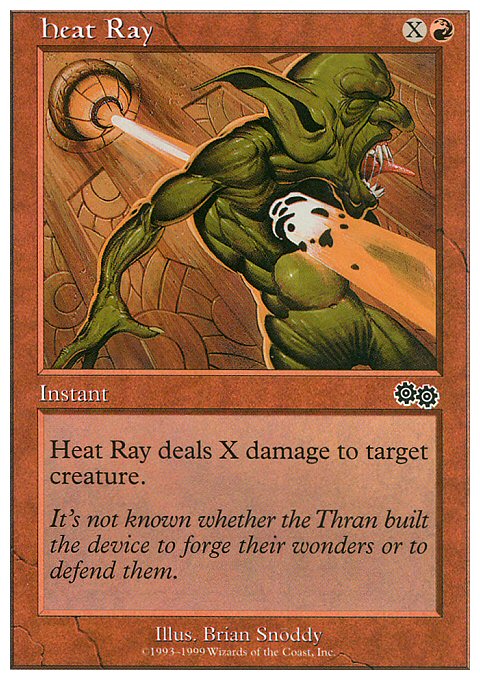 Heat Ray
X
Instant
Heat Ray deals X damage to target
creature.
It's not known whether the Thran built
the device to forge their wonders or to
defend them.
Illus. Brian Snoddy
©1993–1999 Wizards of the Coast, Inc.